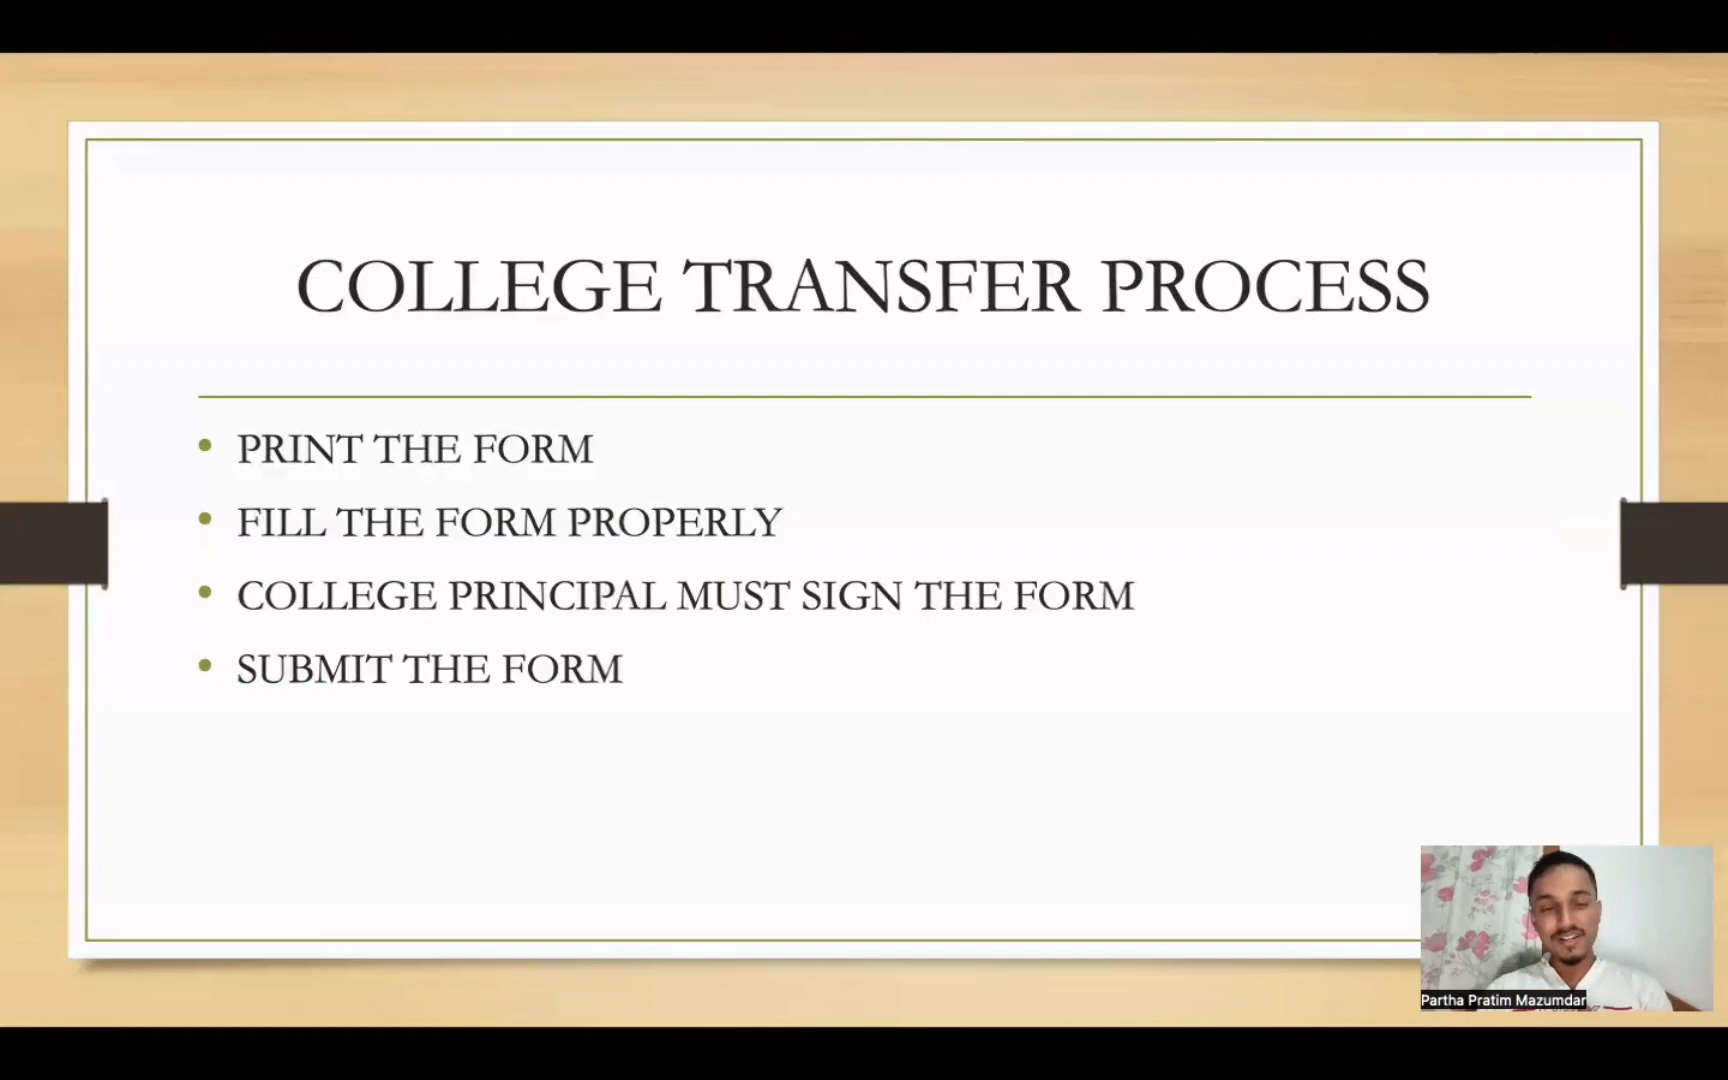 COLLEGE TRANSFER PROCESS
PRINT THE FORM
FILL THE FORM PROPERLY
COLLEGE PRINCIPAL MUST SIGN THE FORM
SUBMIT THE FORM
Partha Pratim Mazumdar